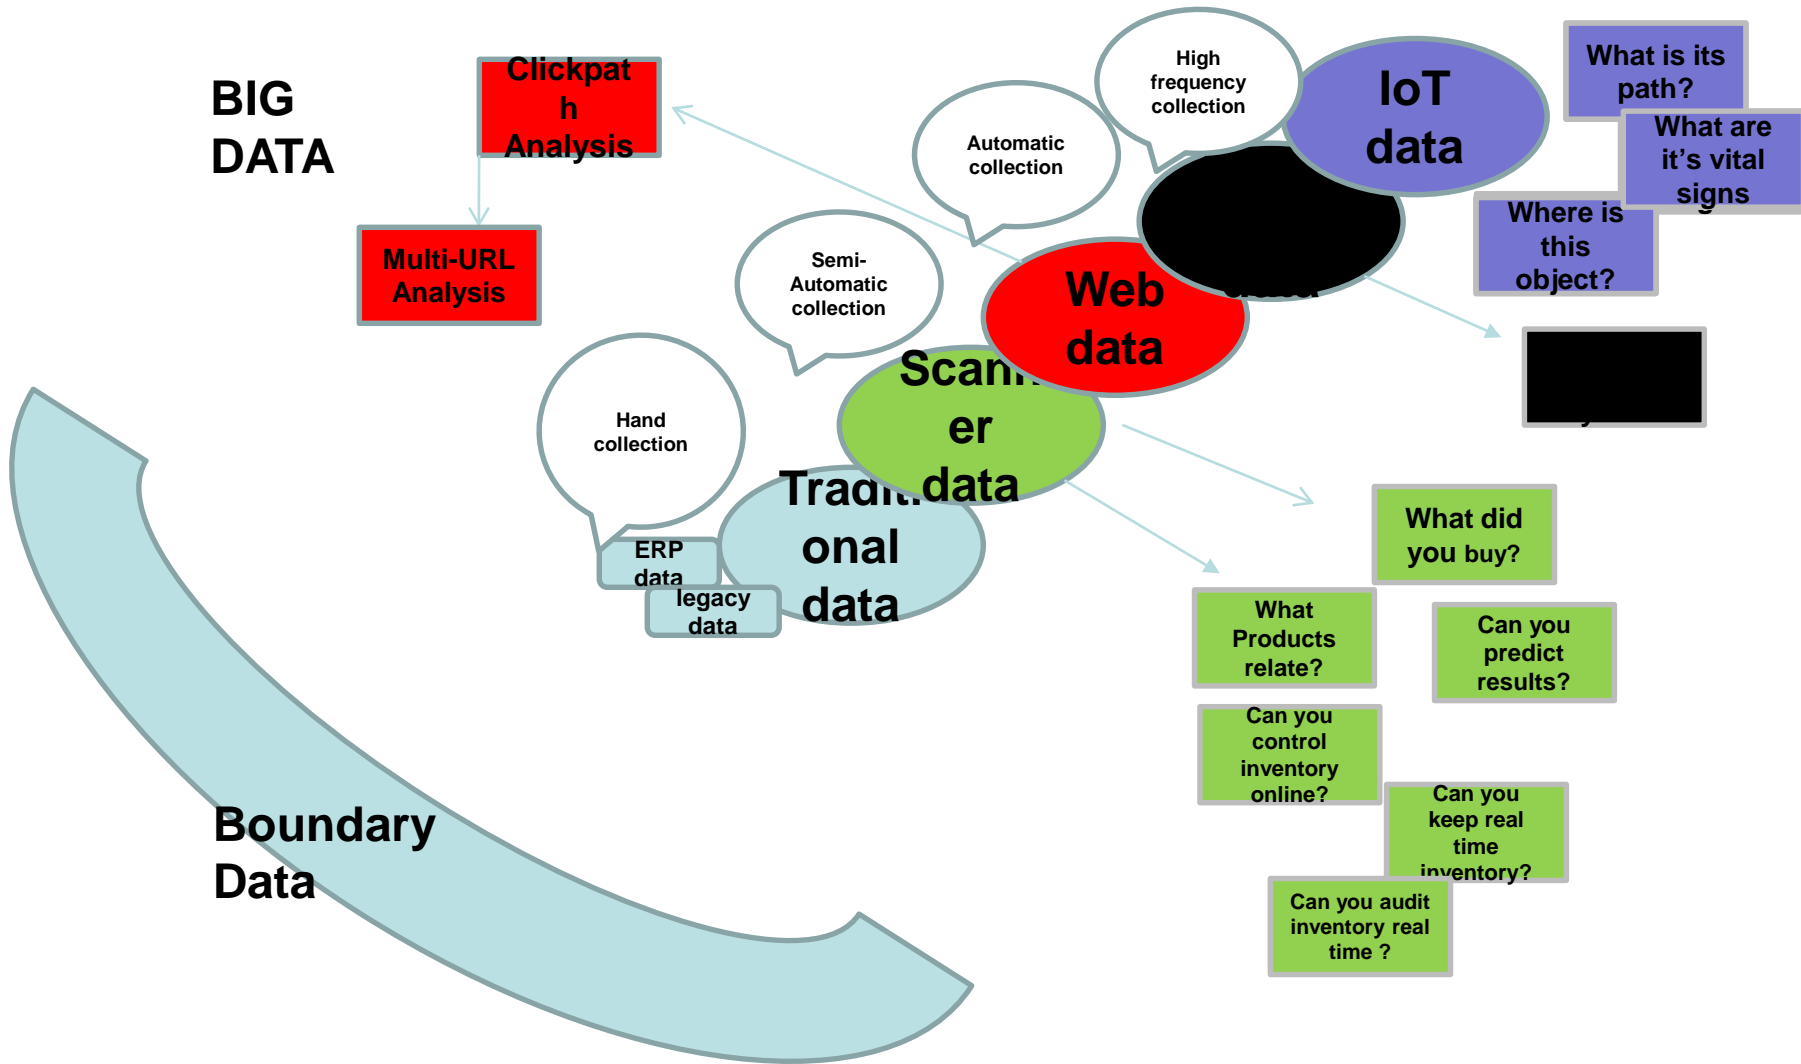 BIG
DATA
Clickpat
h
Analysis
Multi-URL
Analysis
High
frequency
collection
Automatic
collection
Semi-
Automatic
collection
Hand
collection
IoT
data
Web
data
Scann
er
data
Traditi
onal
data
ERP
data
legacy
data
What is its
path?
What are
it’s vital
signs
Where is
this
object?
What did
you buy?
What
Products
relate?
Can you
predict
results?
Can you
control
inventory
online?
Can you
keep real
time
inventory?
Can you audit
inventory real
time ?
Boundary
Data